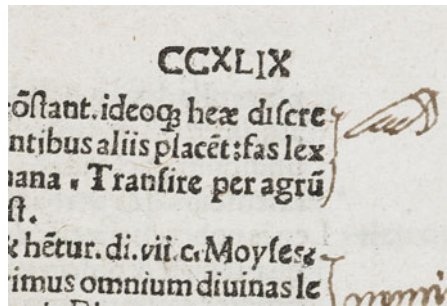 CCXLIX
cõſtant.ideoqꝫ heæ diſcre
ntibus aliis placẽt:fas lex
nana . Tranſire per agrũ
ſt.
hẽtur.di.vii.c.Moyſes
rimus omnium diuinas le